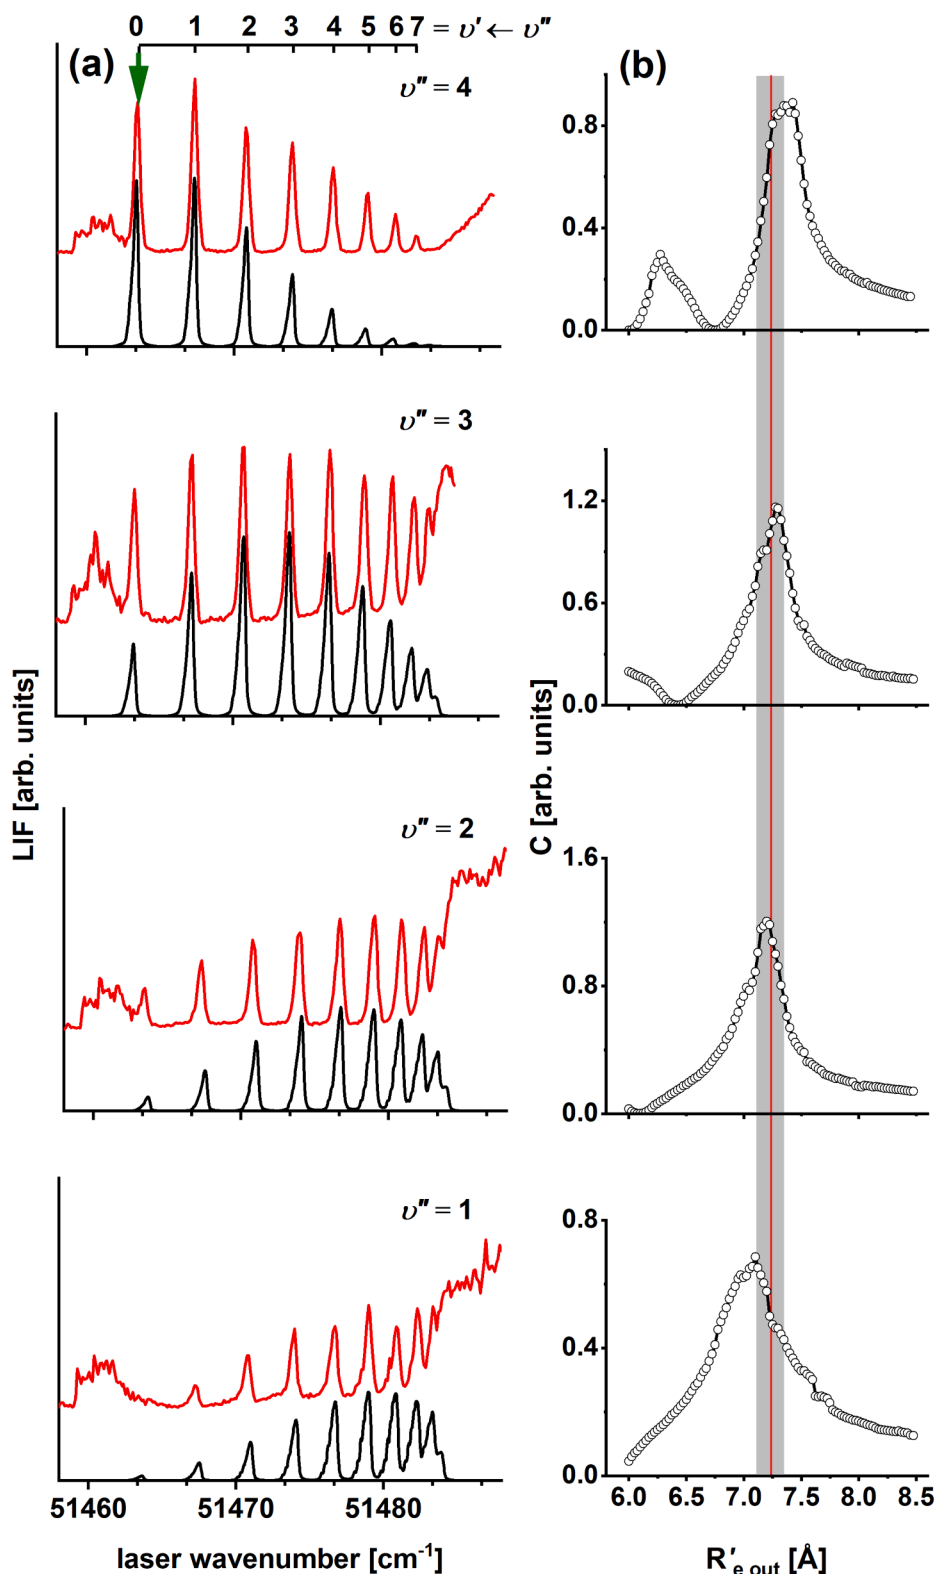 0 1 2 3 4 5 6 7 = υ′ ← υ″
(a)
υ″ = 4
υ″ = 3
υ″ = 2
υ″ = 1
LIF [arb. units]
51460 51470 51480
laser wavenumber [cm⁻¹]
(b)
0.8
0.4
0.0
1.2
0.6
0.0
1.6
0.8
0.0
0.8
0.4
0.0
C [arb. units]
6.0 6.5 7.0 7.5 8.0 8.5
R′e out [Å]